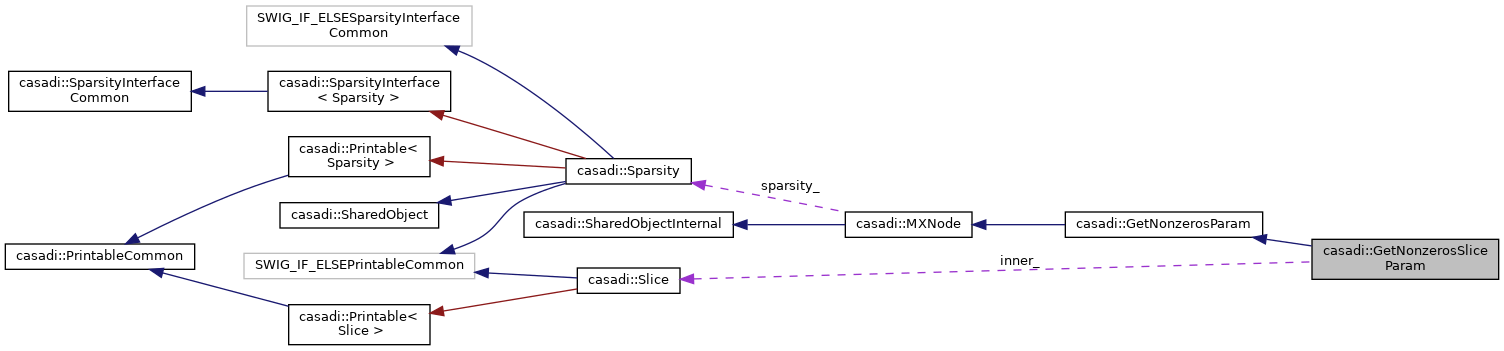 SWIG_IF_ELSESparsityInterface
Common
casadi::SparsityInterface
Common
casadi::SparsityInterface
< Sparsity >
casadi::Printable<
Sparsity >
casadi::Sparsity
sparsity_
casadi::SharedObject
casadi::SharedObjectInternal
casadi::MXNode
casadi::GetNonzerosParam
casadi::PrintableCommon
SWIG_IF_ELSEPrintableCommon
casadi::Slice
inner_
casadi::GetNonzerosSlice
Param
casadi::Printable<
Slice >